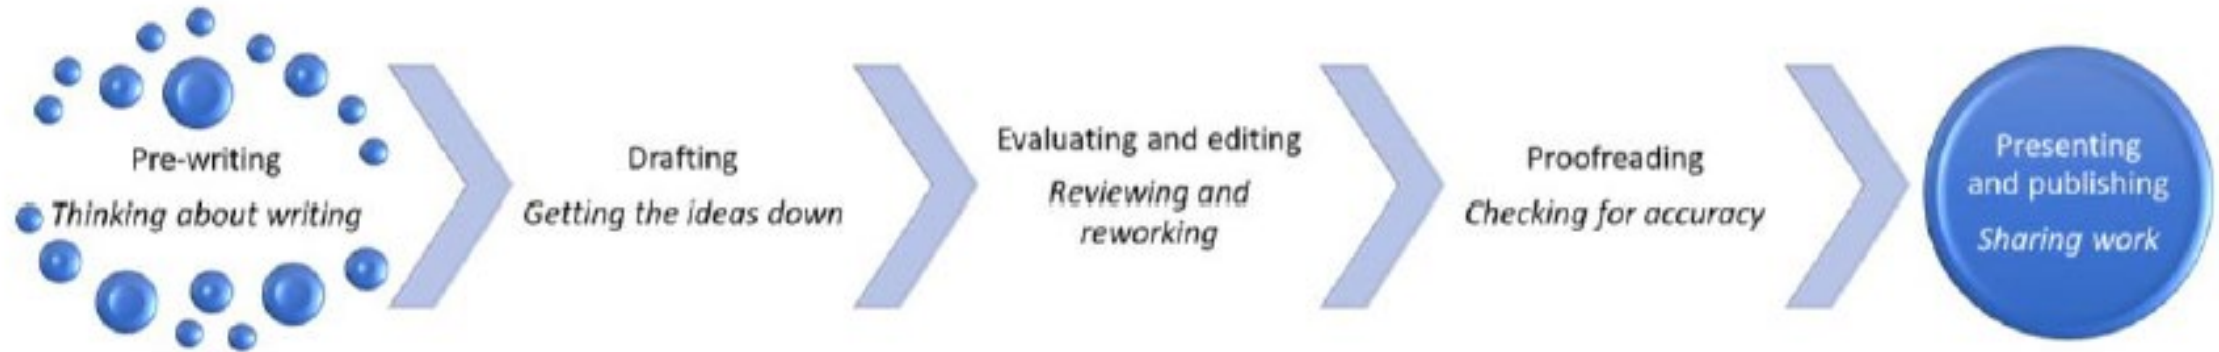 Pre-writing
Thinking about writing
Drafting
Getting the ideas down
Evaluating and editing
Reviewing and
reworking
Proofreading
Checking for accuracy
Presenting
and publishing
Sharing work